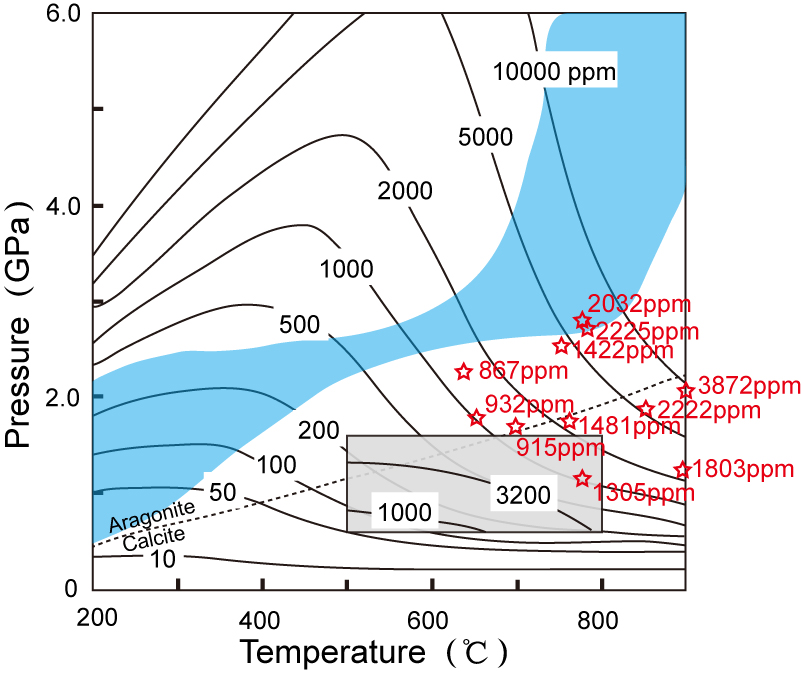 6.0
10000 ppm
5000
4.0
2000
1000
2032ppm
500
2225ppm
1422ppm
867ppm
3872ppm
2.0
932ppm
2222ppm
1481ppm
200
915ppm
100
1803ppm
50
3200
1305ppm
1000
Aragonite
Calcite
10
0
200
400
600
800
Pressure (GPa)
Temperature (℃)